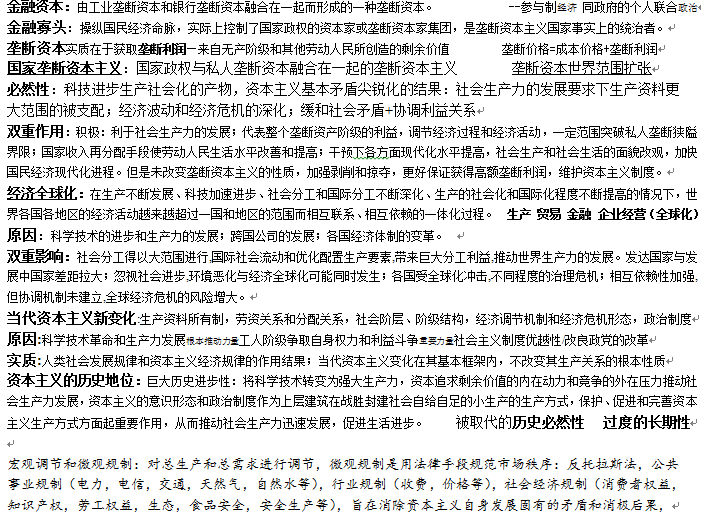 金融资本：由工业垄断资本和银行垄断资本融合在一起而形成的一种垄断资本。 --参与制经济 同政府的个人联合政治
金融寡头：操纵国民经济命脉，实际上控制了国家政权的资本家或垄断资本家集团，是垄断资本主义国家事实上的统治者。
垄断资本实质在于获取垄断利润—来自无产阶级和其他劳动人民所创造的剩余价值 垄断价格=成本价格+垄断利润
国家垄断资本主义：国家政权与私人垄断资本融合在一起的垄断资本主义 垄断资本世界范围扩张
必然性：科技进步生产社会化的产物，资本主义基本矛盾尖锐化的结果：社会生产力的发展要求下生产资料更
大范围的被支配；经济波动和经济危机的深化；缓和社会矛盾+协调利益关系
双重作用：积极：利于社会生产力的发展；代表整个垄断资产阶级的利益，调节经济过程和经济活动，一定范围突破私人垄断狭隘
界限；国家收入再分配手段使劳动人民生活水平改善和提高；干预下各方面现代化水平提高，社会生产和社会生活的面貌改观，加快
国民经济现代化进程。但是未改变垄断资本主义的性质，加强剥削和掠夺，更好保证获得高额垄断利润，维护资本主义制度。
经济全球化：在生产不断发展、科技加速进步、社会分工和国际分工不断深化、生产的社会化和国际化程度不断提高的情况下，世
界各国各地区的经济活动越来越超过一国和地区的范围而相互联系、相互依赖的一体化过程。 生产 贸易 金融 企业经营（全球化）
原因：科学技术的进步和生产力的发展；跨国公司的发展；各国经济体制的变革。
双重影响：社会分工得以大范围进行,国际社会流动和优化配置生产要素,带来巨大分工利益,推动世界生产力的发展。发达国家与发
展中国家差距拉大；忽视社会进步,环境恶化与经济全球化可能同时发生；各国受全球化冲击,不同程度的治理危机；相互依赖性加强,
但协调机制未建立,全球经济危机的风险增大。
当代资本主义新变化:生产资料所有制，劳资关系和分配关系，社会阶层、阶级结构，经济调节机制和经济危机形态，政治制度
原因:科学技术革命和生产力发展根本推动力量工人阶级争取自身权力和利益斗争重要力量社会主义制度优越性/改良政党的改革
实质:人类社会发展规律和资本主义经济规律的作用结果；当代资本主义变化在其基本框架内，不改变其生产关系的根本性质
资本主义的历史地位：巨大历史进步性：将科学技术转变为强大生产力，资本追求剩余价值的内在动力和竞争的外在压力推动社
会生产力发展，资本主义的意识形态和政治制度作为上层建筑在战胜封建社会自给自足的小生产的生产方式，保护、促进和完善资本
主义生产方式方面起重要作用，从而推动社会生产力迅速发展，促进生活进步。 被取代的历史必然性 过度的长期性
宏观调节和微观规制：对总生产和总需求进行调节，微观规制是用法律手段规范市场秩序：反托拉斯法，公共
事业规制（电力，电信，交通，天然气，自然水等），行业规制（收费，价格等），社会经济规制（消费者权益，
知识产权，劳工权益，生态，食品安全，安全生产等），旨在消除资本主义自身发展固有的矛盾和消极后果，